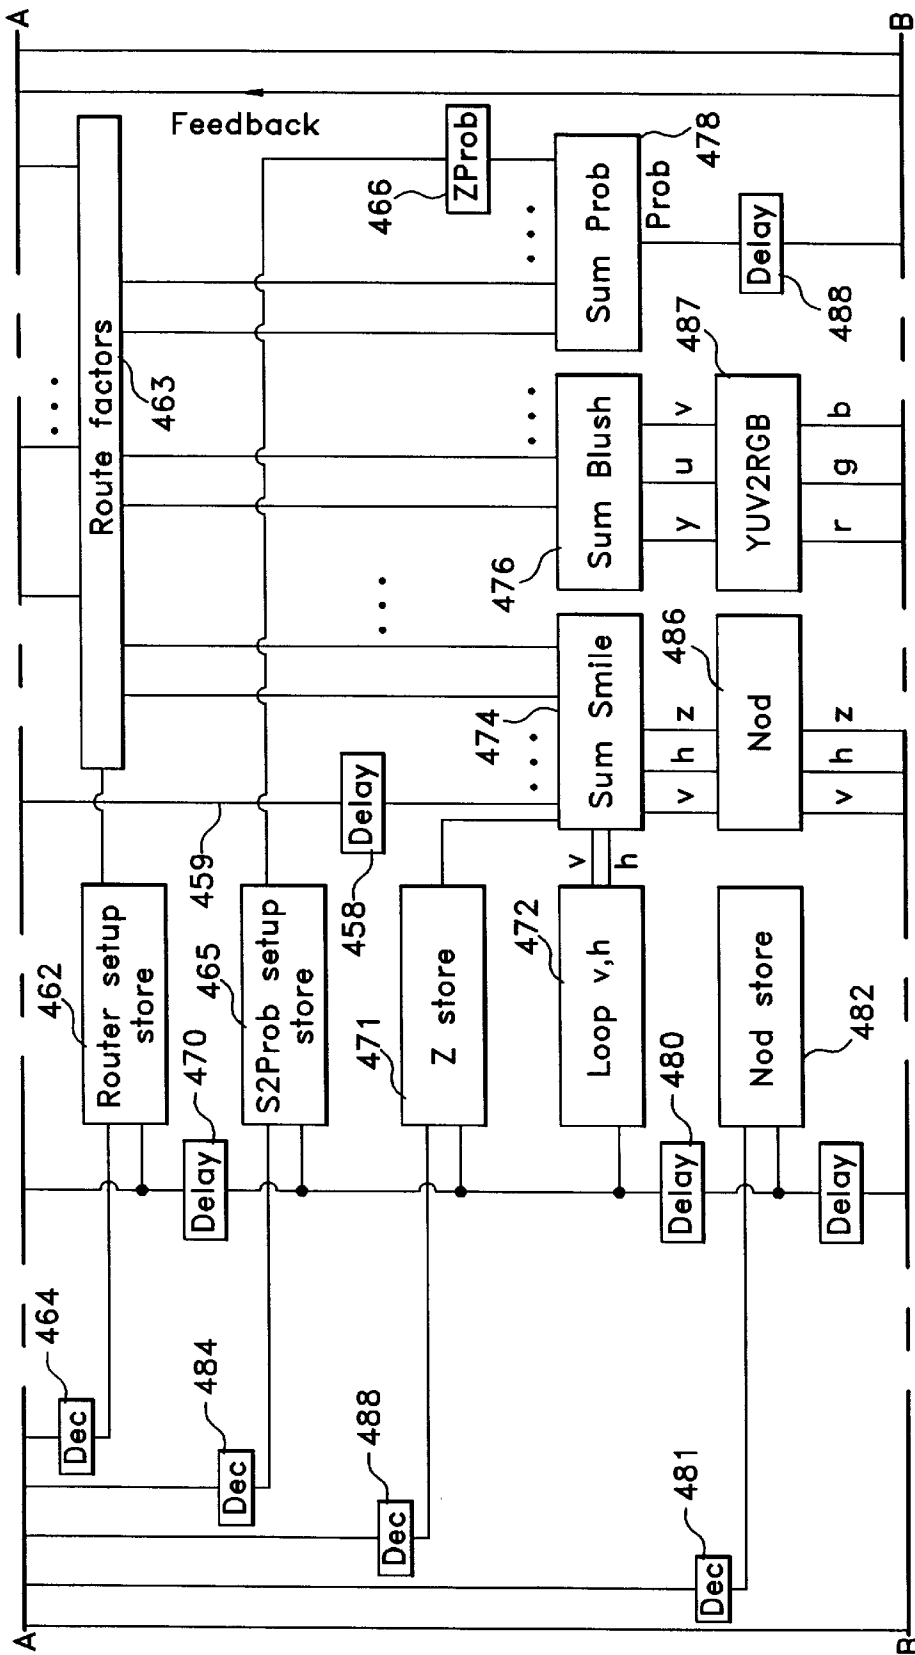 A
A
Feedback
Route factors
463
ZProb
466
Sum Prob
478
Prob
Delay
488
Sum Blush
476
y u v
YUV2RGB
487
r g b
Sum Smile
474
v h z
Nod
486
v h z
459
Delay
458
Router setup
store
462
S2Prob setup
store
465
Z store
471
Loop v,h
472
v
h
Nod store
482
Delay
470
Delay
480
Delay
Dec
464
Dec
484
Dec
488
Dec
481
B
B